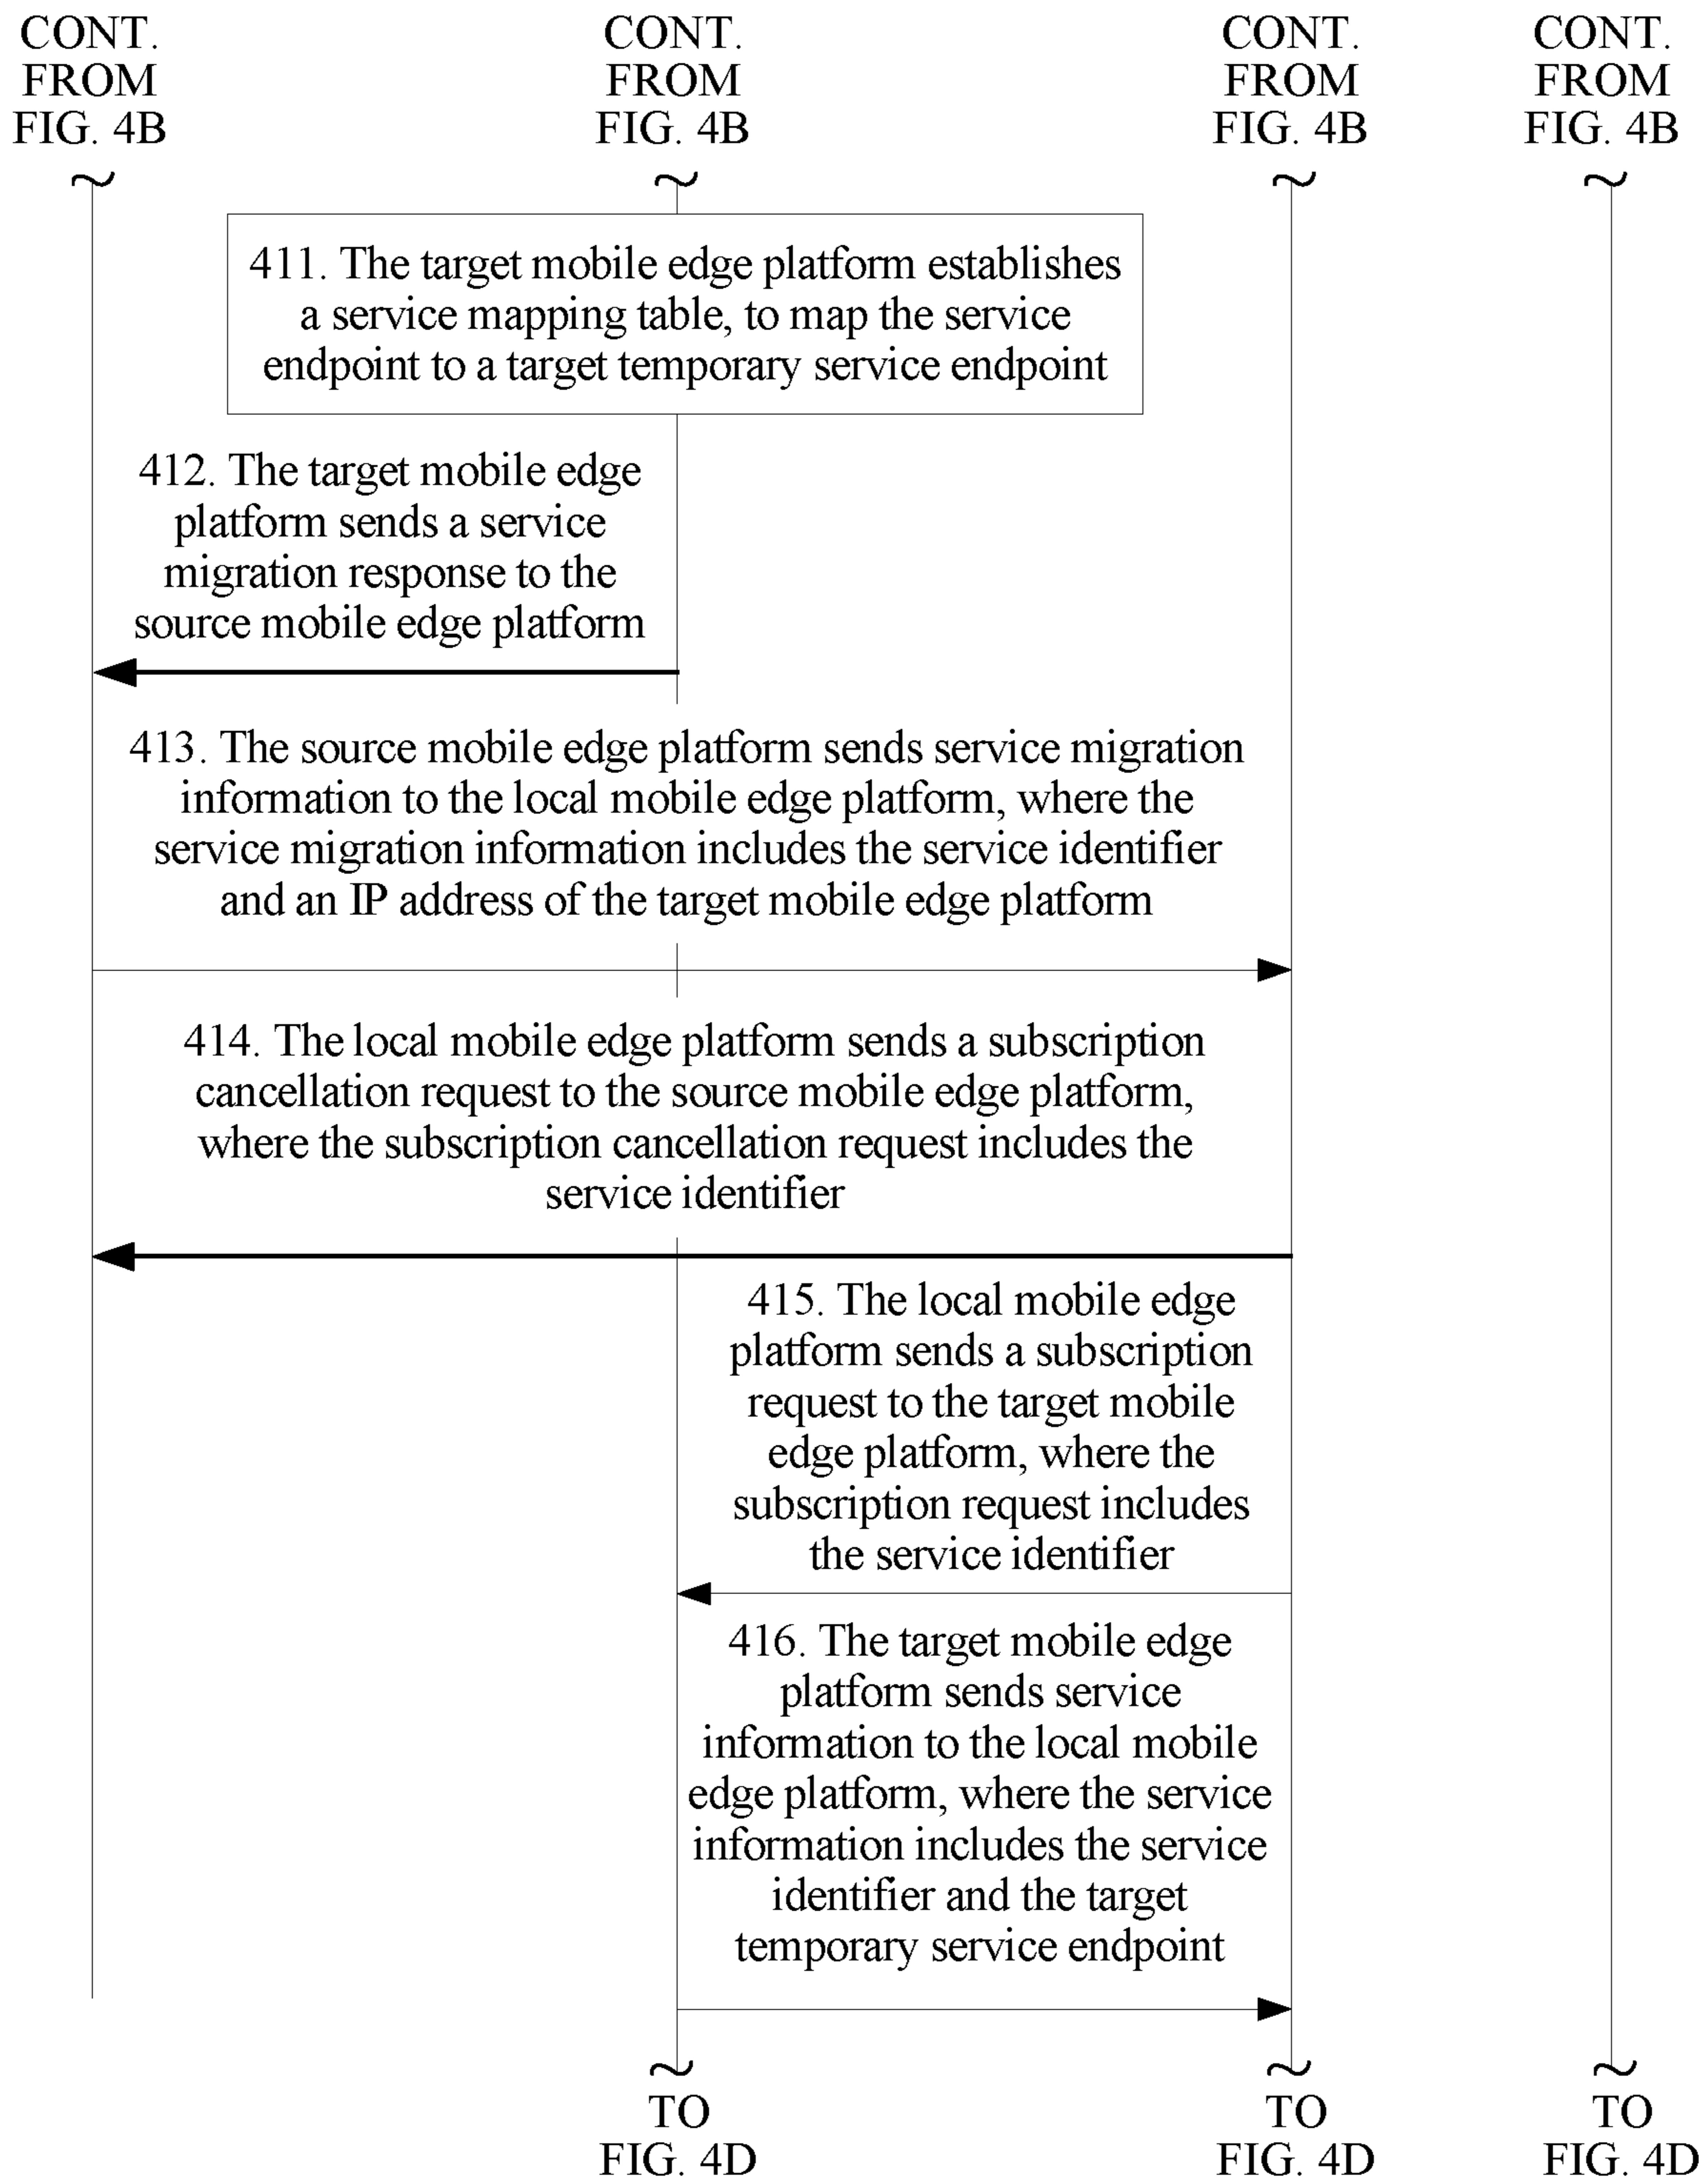 CONT.
FROM
FIG. 4B
CONT.
FROM
FIG. 4B
CONT.
FROM
FIG. 4B
CONT.
FROM
FIG. 4B
411. The target mobile edge platform establishes
a service mapping table, to map the service
endpoint to a target temporary service endpoint
412. The target mobile edge
platform sends a service
migration response to the
source mobile edge platform
413. The source mobile edge platform sends service migration
information to the local mobile edge platform, where the
service migration information includes the service identifier
and an IP address of the target mobile edge platform
414. The local mobile edge platform sends a subscription
cancellation request to the source mobile edge platform,
where the subscription cancellation request includes the
service identifier
415. The local mobile edge
platform sends a subscription
request to the target mobile
edge platform, where the
subscription request includes
the service identifier
416. The target mobile edge
platform sends service
information to the local mobile
edge platform, where the service
information includes the service
identifier and the target
temporary service endpoint
TO
FIG. 4D
TO
FIG. 4D
TO
FIG. 4D